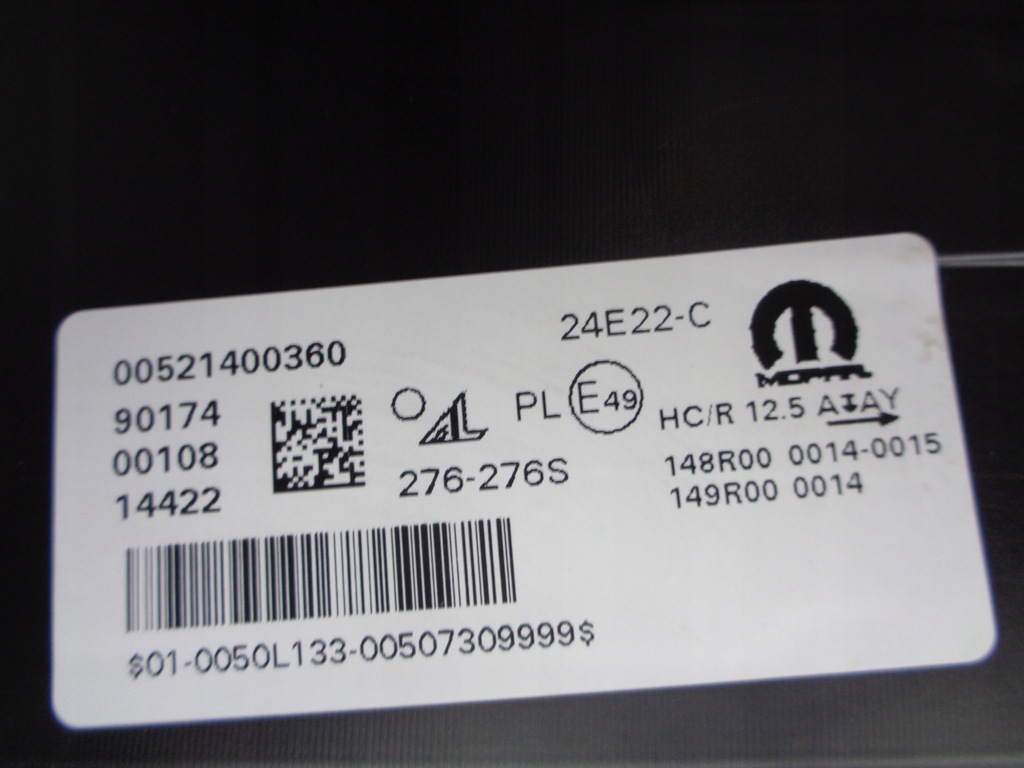 00521400360
90174
00108
14422
276-276S
PL E49
24E22-C
MOPAR
HC/R 12.5 A AY
148R00 0014-0015
149R00 0014
$01-0050L133-00507309999$